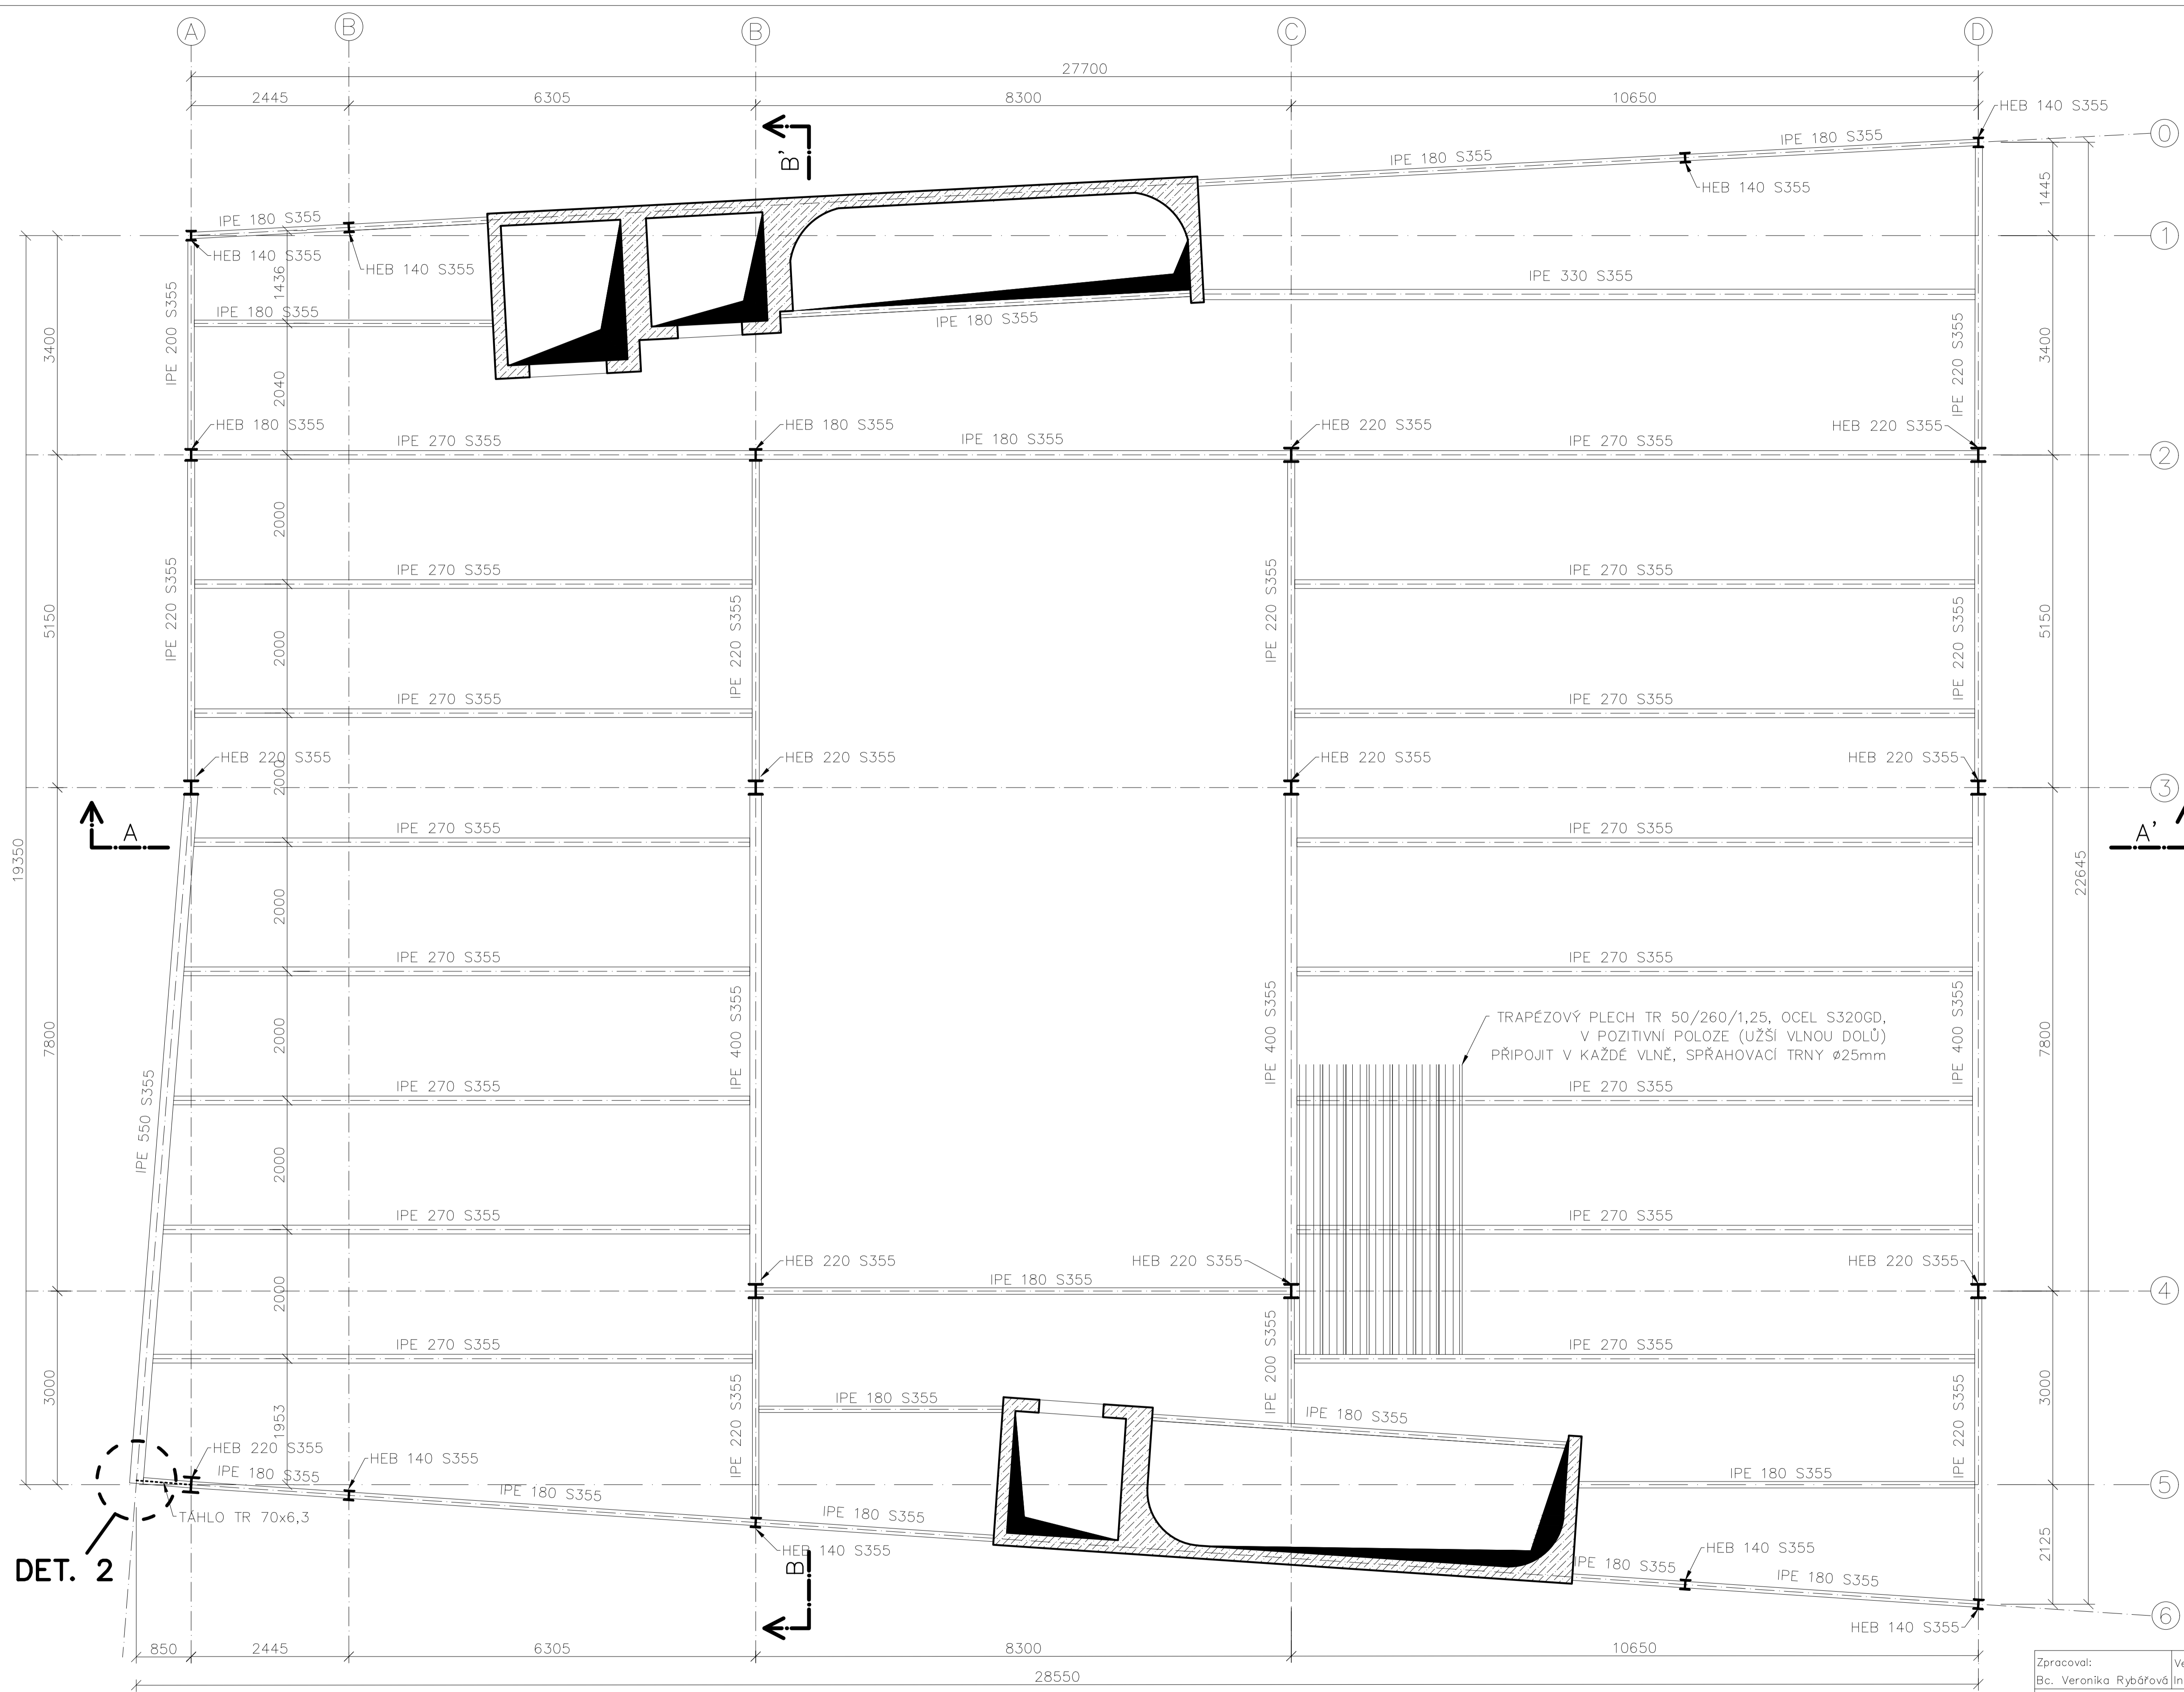 A
B
B
C
D
27700
2445
6305
8300
10650
HEB 140 S355
0
B'
IPE 180 S355
IPE 180 S355
HEB 140 S355
1445
IPE 180 S355
HEB 140 S355
HEB 140 S355
1
1436
IPE 330 S355
IPE 180 S355
IPE 180 S355
IPE 200 S355
3400
IPE 220 S355
3400
2040
HEB 180 S355
HEB 180 S355
HEB 220 S355
HEB 220 S355
IPE 270 S355
IPE 180 S355
IPE 270 S355
2
2000
IPE 270 S355
IPE 270 S355
IPE 220 S355
IPE 220 S355
IPE 220 S355
IPE 220 S355
5150
5150
2000
IPE 270 S355
IPE 270 S355
HEB 220 S355
HEB 220 S355
HEB 220 S355
HEB 220 S355
2000
3
A
A'
IPE 270 S355
IPE 270 S355
19350
22645
2000
IPE 270 S355
IPE 270 S355
TRAPÉZOVÝ PLECH TR 50/260/1,25, OCEL S320GD,
V POZITIVNÍ POLOZE (UŽŠÍ VLNOU DOLŮ)
PŘIPOJIT V KAŽDÉ VLNĚ, SPŘAHOVACÍ TRNY ø25mm
7800
2000
IPE 400 S355
IPE 400 S355
IPE 400 S355
7800
IPE 270 S355
IPE 270 S355
IPE 550 S355
2000
IPE 270 S355
IPE 270 S355
HEB 220 S355
HEB 220 S355
HEB 220 S355
IPE 180 S355
2000
4
IPE 270 S355
IPE 270 S355
IPE 200 S355
3000
IPE 180 S355
IPE 180 S355
3000
1953
IPE 220 S355
IPE 220 S355
HEB 220 S355
HEB 140 S355
IPE 180 S355
IPE 180 S355
IPE 180 S355
5
TÁHLO TR 70x6,3
IPE 180 S355
DET. 2
HEB 140 S355
B
IPE 180 S355
HEB 140 S355
IPE 180 S355
2125
HEB 140 S355
6
850
2445
6305
8300
10650
28550
Zpracoval:
Bc. Veronika Rybářová